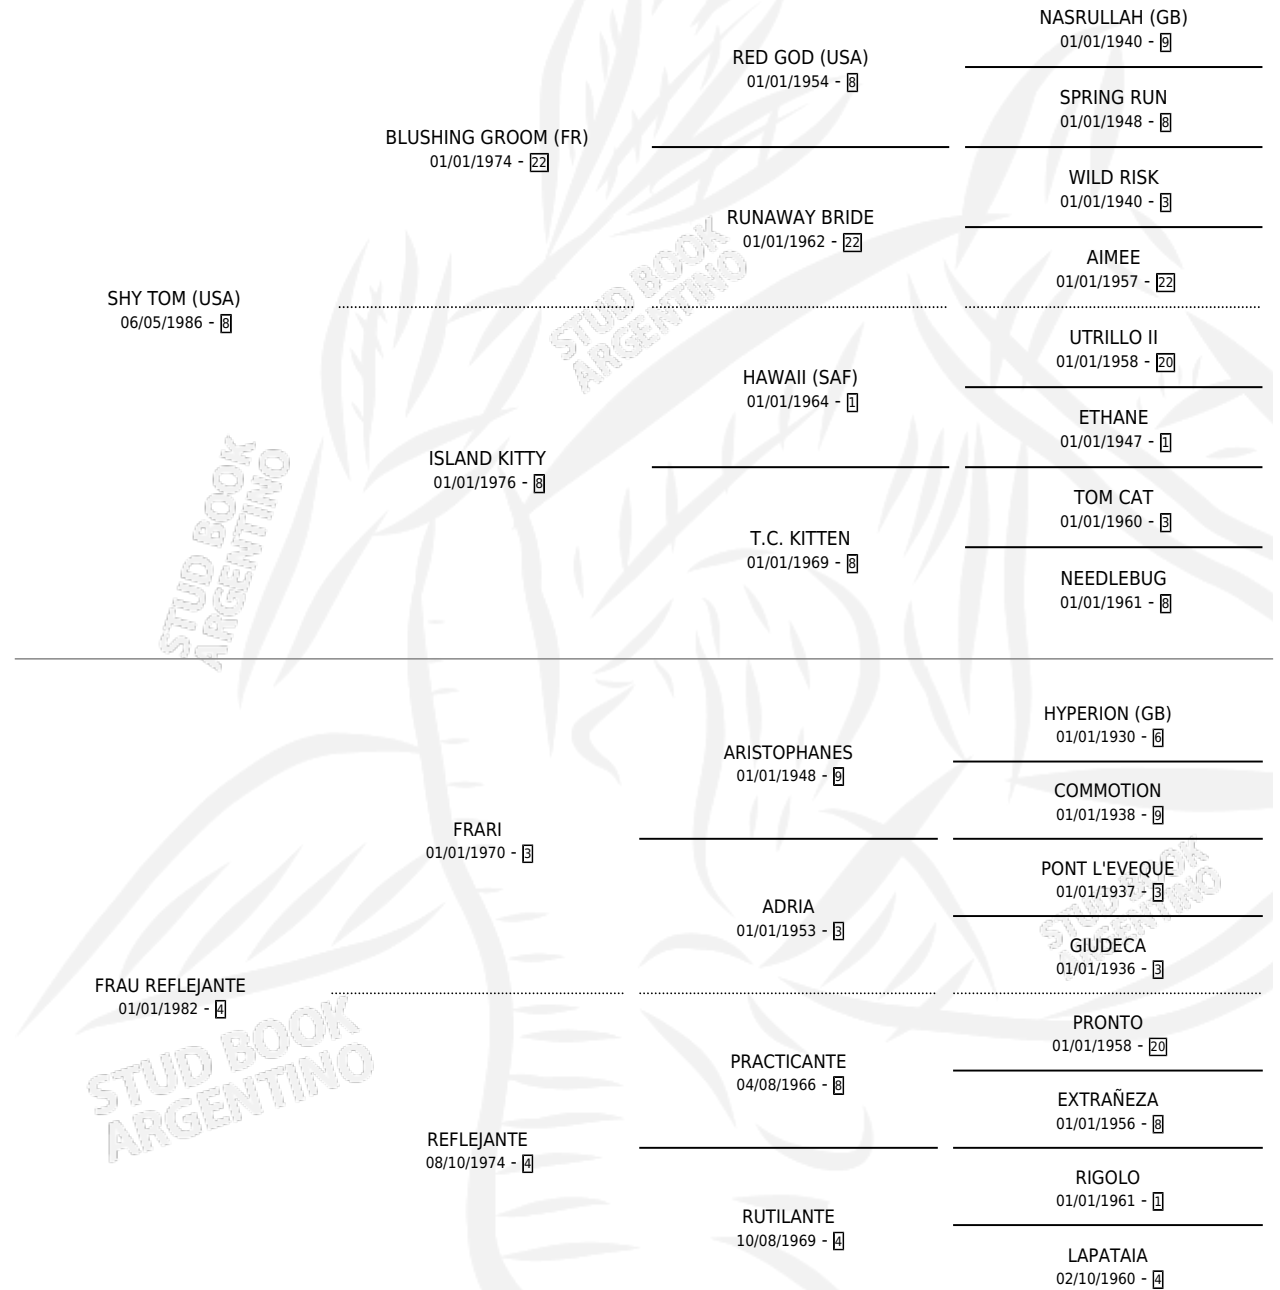 NASRULLAH (GB)
01/01/1940 - 9
RED GOD (USA)
01/01/1954 - 8
SPRING RUN
01/01/1948 - 8
BLUSHING GROOM (FR)
01/01/1974 - 22
WILD RISK
01/01/1940 - 3
RUNAWAY BRIDE
01/01/1962 - 22
AIMEE
01/01/1957 - 22
SHY TOM (USA)
06/05/1986 - 8
STUD BOOK
ARGENTINO
UTRILLO II
01/01/1958 - 20
HAWAII (SAF)
01/01/1964 - 1
ETHANE
01/01/1947 - 1
ISLAND KITTY
01/01/1976 - 8
TOM CAT
01/01/1960 - 3
T.C. KITTEN
01/01/1969 - 8
NEEDLEBUG
01/01/1961 - 8
STUD BOOK
ARGENTINO
HYPERION (GB)
01/01/1930 - 6
ARISTOPHANES
01/01/1948 - 9
COMMOTION
01/01/1938 - 9
FRARI
01/01/1970 - 3
PONT L'EVEQUE
01/01/1937 - 3
ADRIA
01/01/1953 - 3
GIUDECA
01/01/1936 - 3
STUD BOOK
ARGENTINO
FRAU REFLEJANTE
01/01/1982 - 4
PRONTO
01/01/1958 - 20
PRACTICANTE
04/08/1966 - 8
EXTRAÑEZA
01/01/1956 - 8
STUD BOOK
ARGENTINO
REFLEJANTE
08/10/1974 - 4
RIGOLO
01/01/1961 - 1
RUTILANTE
10/08/1969 - 4
LAPATAIA
02/10/1960 - 4